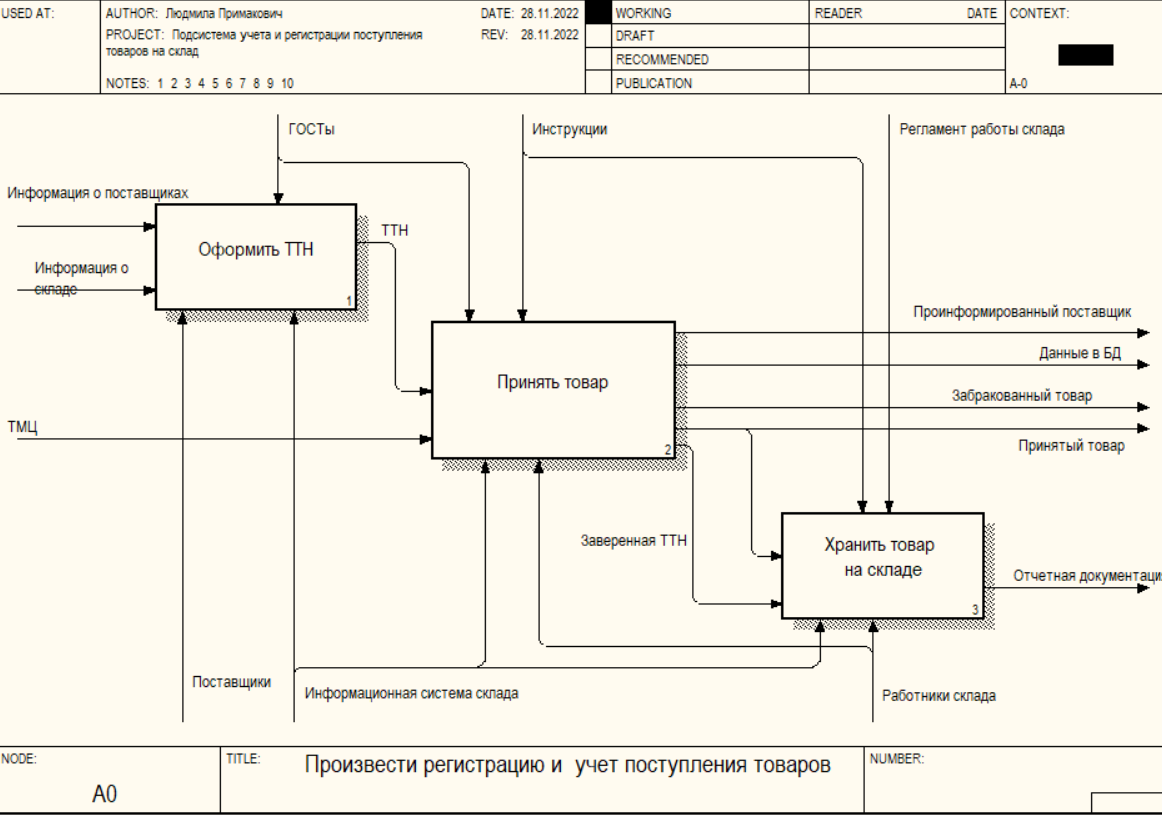 USED AT:
AUTHOR: Людмила Примакович
DATE: 28.11.2022
PROJECT: Подсистема учета и регистрации поступления
товаров на склад
REV: 28.11.2022
NOTES: 1 2 3 4 5 6 7 8 9 10
WORKING
DRAFT
RECOMMENDED
PUBLICATION
READER
DATE
CONTEXT:
A-0
ГОСТы
Инструкции
Регламент работы склада
Информация о поставщиках
Оформить ТТН
1
ТТН
Информация о
складе
Проинформированный поставщик
Данные в БД
Принять товар
2
Забракованный товар
ТМЦ
Принятый товар
Заверенная ТТН
Хранить товар
на складе
3
Отчетная документаци
Поставщики
Информационная система склада
Работники склада
NODE:
A0
TITLE:
Произвести регистрацию и учет поступления товаров
NUMBER: